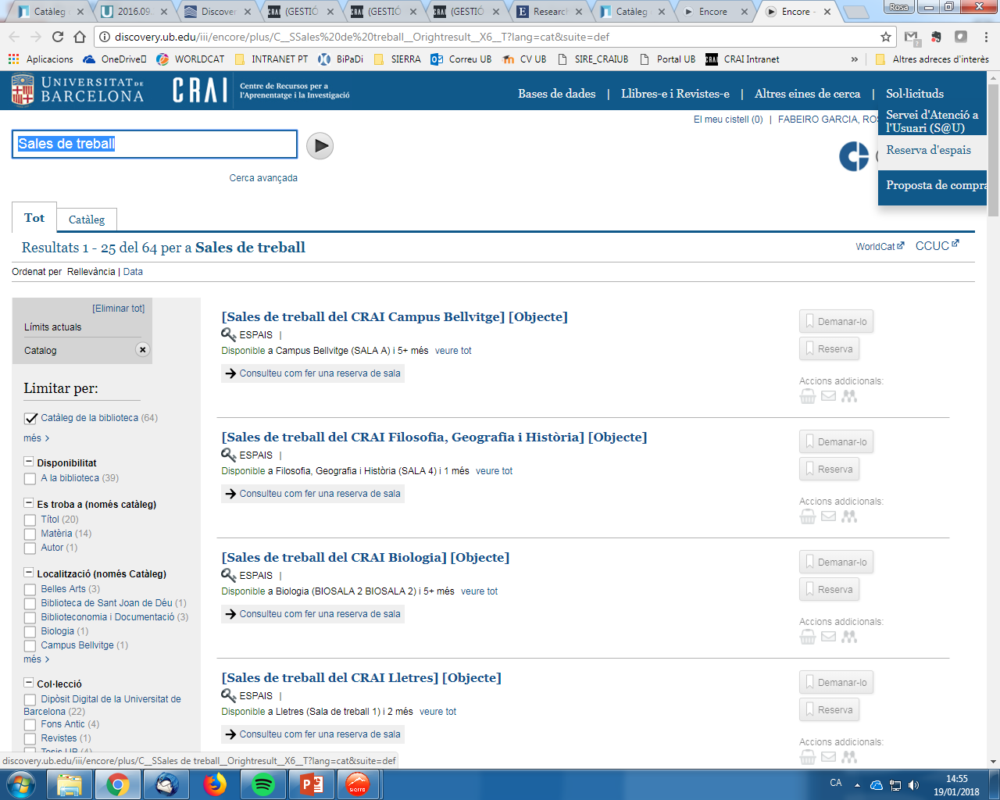 Catàleg
2016.09.
Discover
(GESTIÓ
(GESTIÓ
(GESTIÓ
Research
Catàleg
Encore
Encore -
Rosa
discovery.ub.edu/iii/encore/plus/C__SSales%20de%20treball__Orightresult__X6__T?lang=cat&suite=def
Aplicacions
OneDrive
WORLDCAT
INTRANET PT
BiPaDi
SIERRA
Correu UB
CV UB
SIRE_CRAIUB
Portal UB
CRAI Intranet
»
Altres adreces d'interès
UNIVERSITAT DE BARCELONA
CRAI
Centre de Recursos per a l'Aprenentatge i la Investigació
Bases de dades | Llibres-e i Revistes-e | Altres eines de cerca | Sol·licituds
Servei d'Atenció a
l'Usuari (S@U)
Reserva d'espais
Proposta de compra
El meu cistell (0) | FABEIRO GARCIA, ROS
Sales de treball
Cerca avançada
Tot
Catàleg
Resultats 1 - 25 del 64 per a Sales de treball
WorldCat
CCUC
Ordenat per Rellevància | Data
[Eliminar tot]
Límits actuals
Catalog
Limitar per:
Catàleg de la biblioteca (64)
més >
Disponibilitat
A la biblioteca (39)
Es troba a (només catàleg)
Títol (20)
Matèria (14)
Autor (1)
Localització (només Catàleg)
Belles Arts (3)
Biblioteca de Sant Joan de Déu (1)
Biblioteconomia i Documentació (3)
Biologia (1)
Campus Bellvitge (1)
més >
Col·lecció
Dipòsit Digital de la Universitat de
Barcelona (22)
Fons Antic (4)
Revistes (1)
Tesis UB (4)
[Sales de treball del CRAI Campus Bellvitge] [Objecte]
ESPAIS |
Disponible a Campus Bellvitge (SALA A) i 5+ més veure tot
Consulteu com fer una reserva de sala
Demanar-lo
Reserva
Accions addicionals:
[Sales de treball del CRAI Filosofia, Geografia i Història] [Objecte]
ESPAIS |
Disponible a Filosofia, Geografia i Història (SALA 4) i 1 més veure tot
Consulteu com fer una reserva de sala
Demanar-lo
Reserva
Accions addicionals:
[Sales de treball del CRAI Biologia] [Objecte]
ESPAIS |
Disponible a Biologia (BIOSALA 2 BIOSALA 2) i 5+ més veure tot
Consulteu com fer una reserva de sala
Demanar-lo
Reserva
Accions addicionals:
[Sales de treball del CRAI Lletres] [Objecte]
ESPAIS |
Disponible a Lletres (Sala de treball 1) i 2 més veure tot
Consulteu com fer una reserva de sala
Demanar-lo
Reserva
Accions addicionals:
discovery.ub.edu/iii/encore/plus/C__SSales de treball__Orightresult__X6__T?lang=cat&suite=def
sierra
CA
14:55
19/01/2018